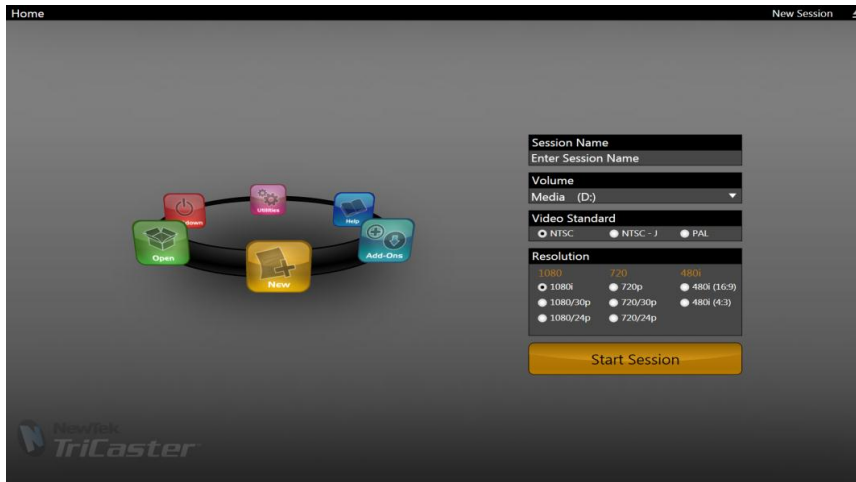 Home
New Session
Session Name
Enter Session Name
Volume
Media (D:)
Video Standard
NTSC NTSC - J PAL
Resolution
1080 720 480i
1080i 720p 480i (16:9)
1080/30p 720/30p 480i (4:3)
1080/24p 720/24p
Start Session
down
Utilities
Help
Open
Add-Ons
New
NewTek
TriCaster